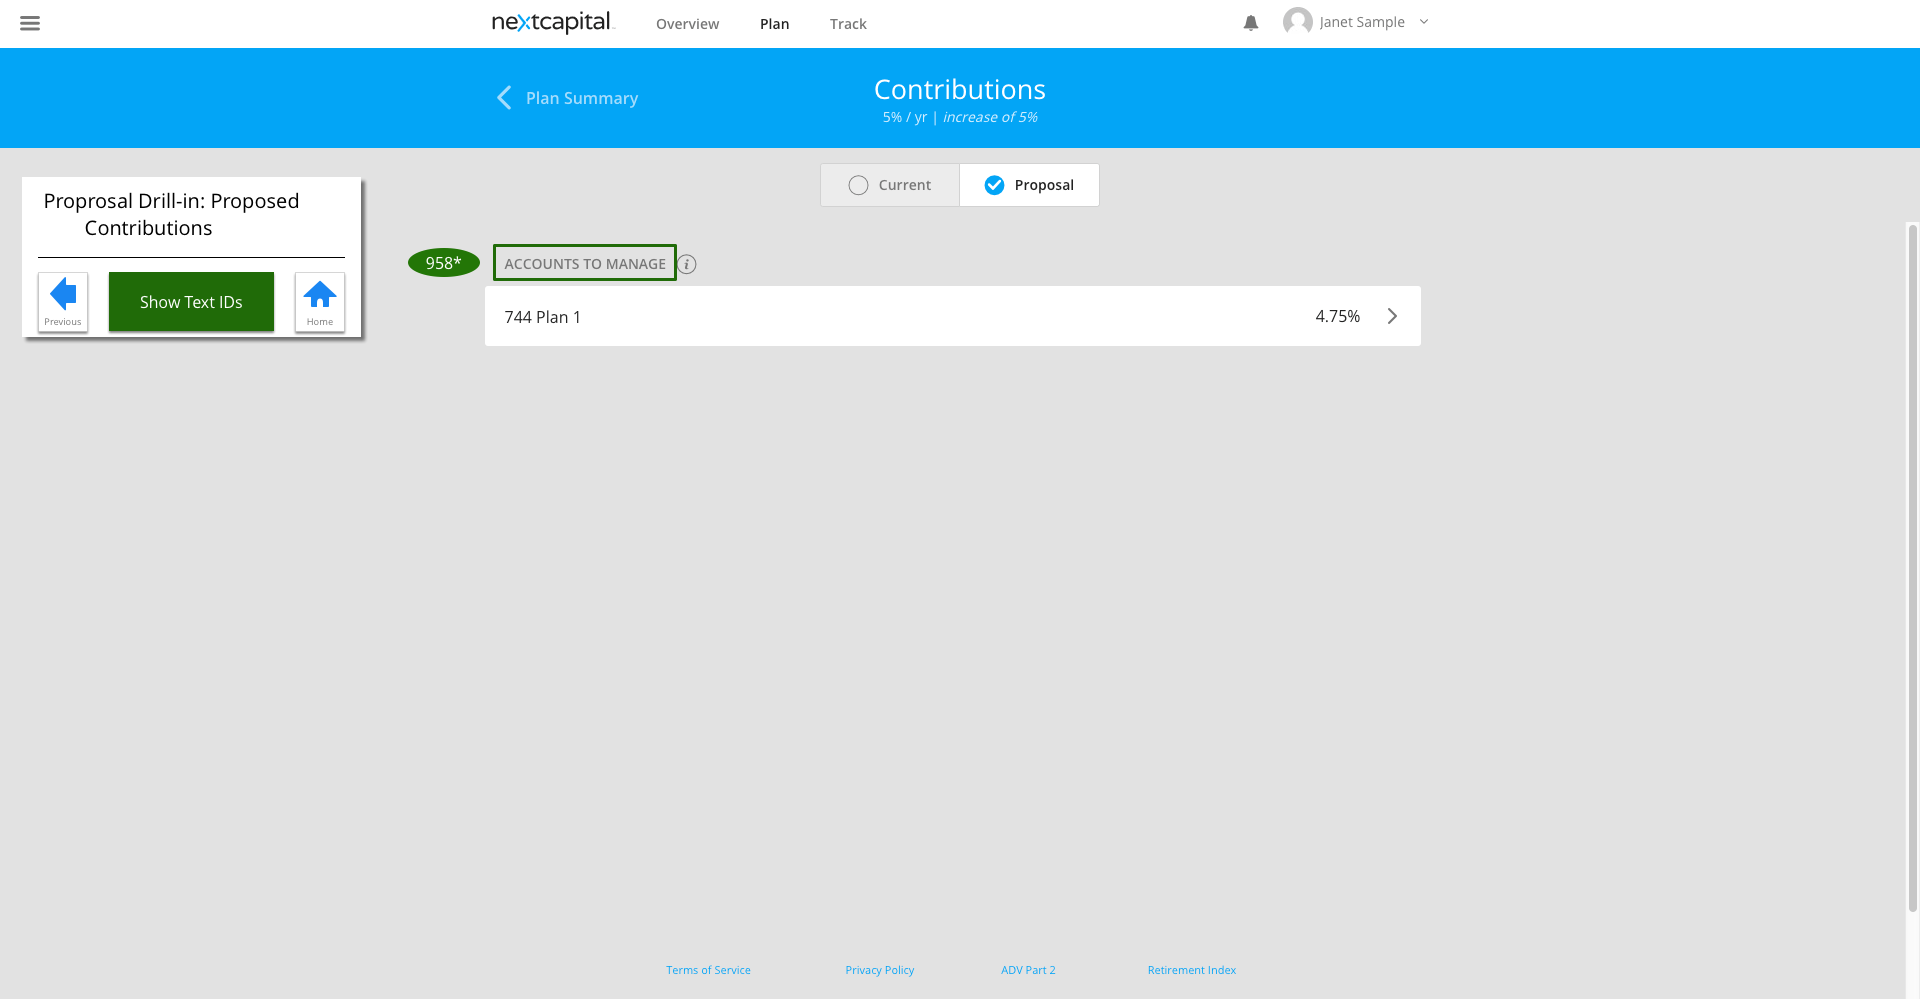 nextcapital
Overview
Plan
Track
Janet Sample
Plan Summary
Contributions
5% / yr | increase of 5%
Current
Proposal
Proprosal Drill-in: Proposed
Contributions
Previous
Show Text IDs
Home
958*
ACCOUNTS TO MANAGE
i
744 Plan 1
4.75%
Terms of Service
Privacy Policy
ADV Part 2
Retirement Index